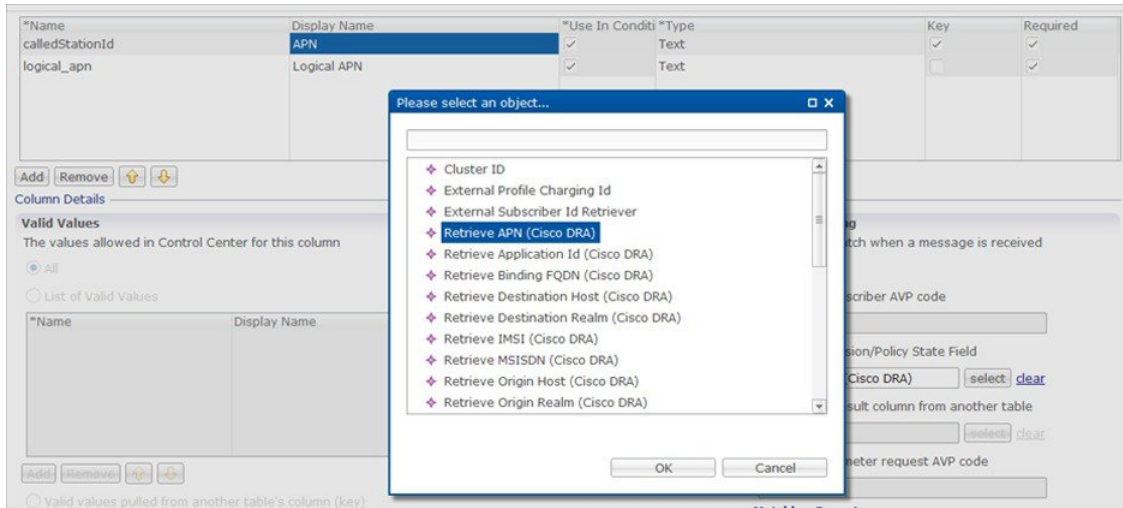 *Name Display Name *Use In Conditi *Type Key Required
calledStationId APN Text
logical_apn Logical APN Text
Please select an object...
Cluster ID
External Profile Charging Id
External Subscriber Id Retriever
Retrieve APN (Cisco DRA)
Retrieve Application Id (Cisco DRA)
Retrieve Binding FQDN (Cisco DRA)
Retrieve Destination Host (Cisco DRA)
Retrieve Destination Realm (Cisco DRA)
Retrieve IMSI (Cisco DRA)
Retrieve MSISDN (Cisco DRA)
Retrieve Origin Host (Cisco DRA)
Retrieve Origin Realm (Cisco DRA)
OK Cancel
Add Remove
Column Details
Valid Values
The values allowed in Control Center for this column
All
List of Valid Values
*Name Display Name
Add Remove
Valid values pulled from another table's column (key)
ng
atch when a message is received
scriber AVP code
sion/Policy State Field
(Cisco DRA) select clear
sult column from another table
select clear
meter request AVP code